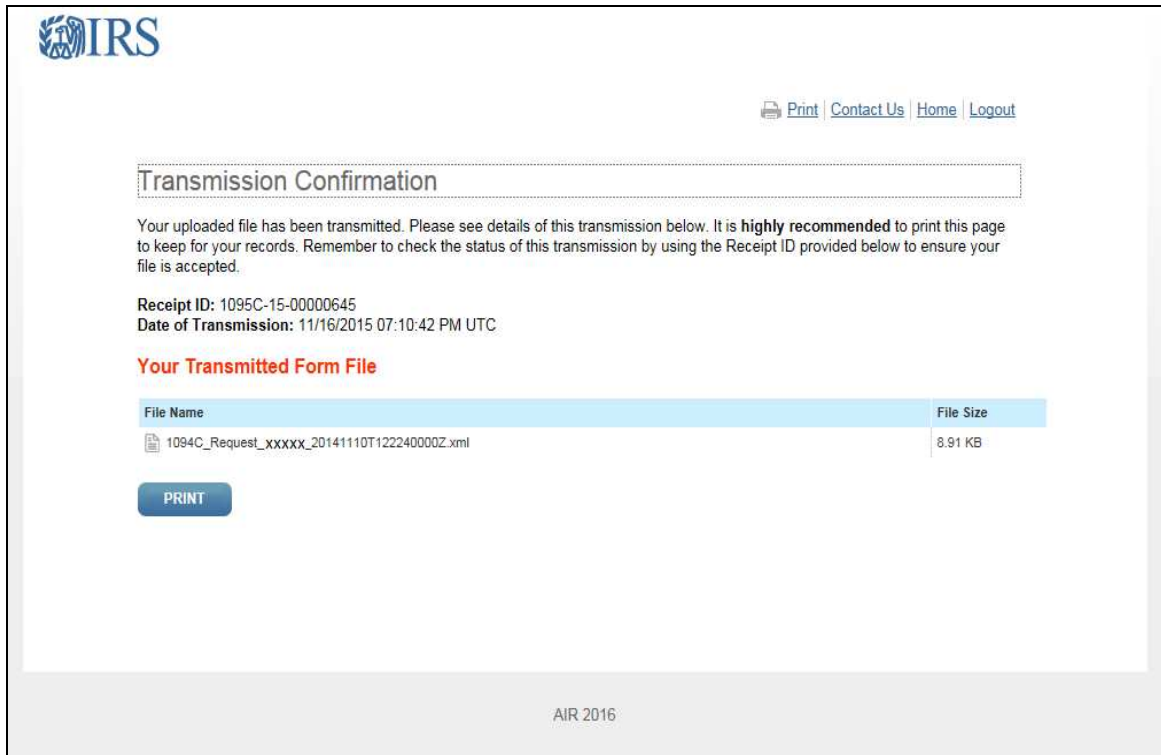 IRS
Print | Contact Us | Home | Logout
Transmission Confirmation
Your uploaded file has been transmitted. Please see details of this transmission below. It is highly recommended to print this page
to keep for your records. Remember to check the status of this transmission by using the Receipt ID provided below to ensure your
file is accepted.
Receipt ID: 1095C-15-00000645
Date of Transmission: 11/16/2015 07:10:42 PM UTC
Your Transmitted Form File
File Name File Size
1094C_Request_xxxxx_20141110T122240000Z.xml 8.91 KB
PRINT
AIR 2016